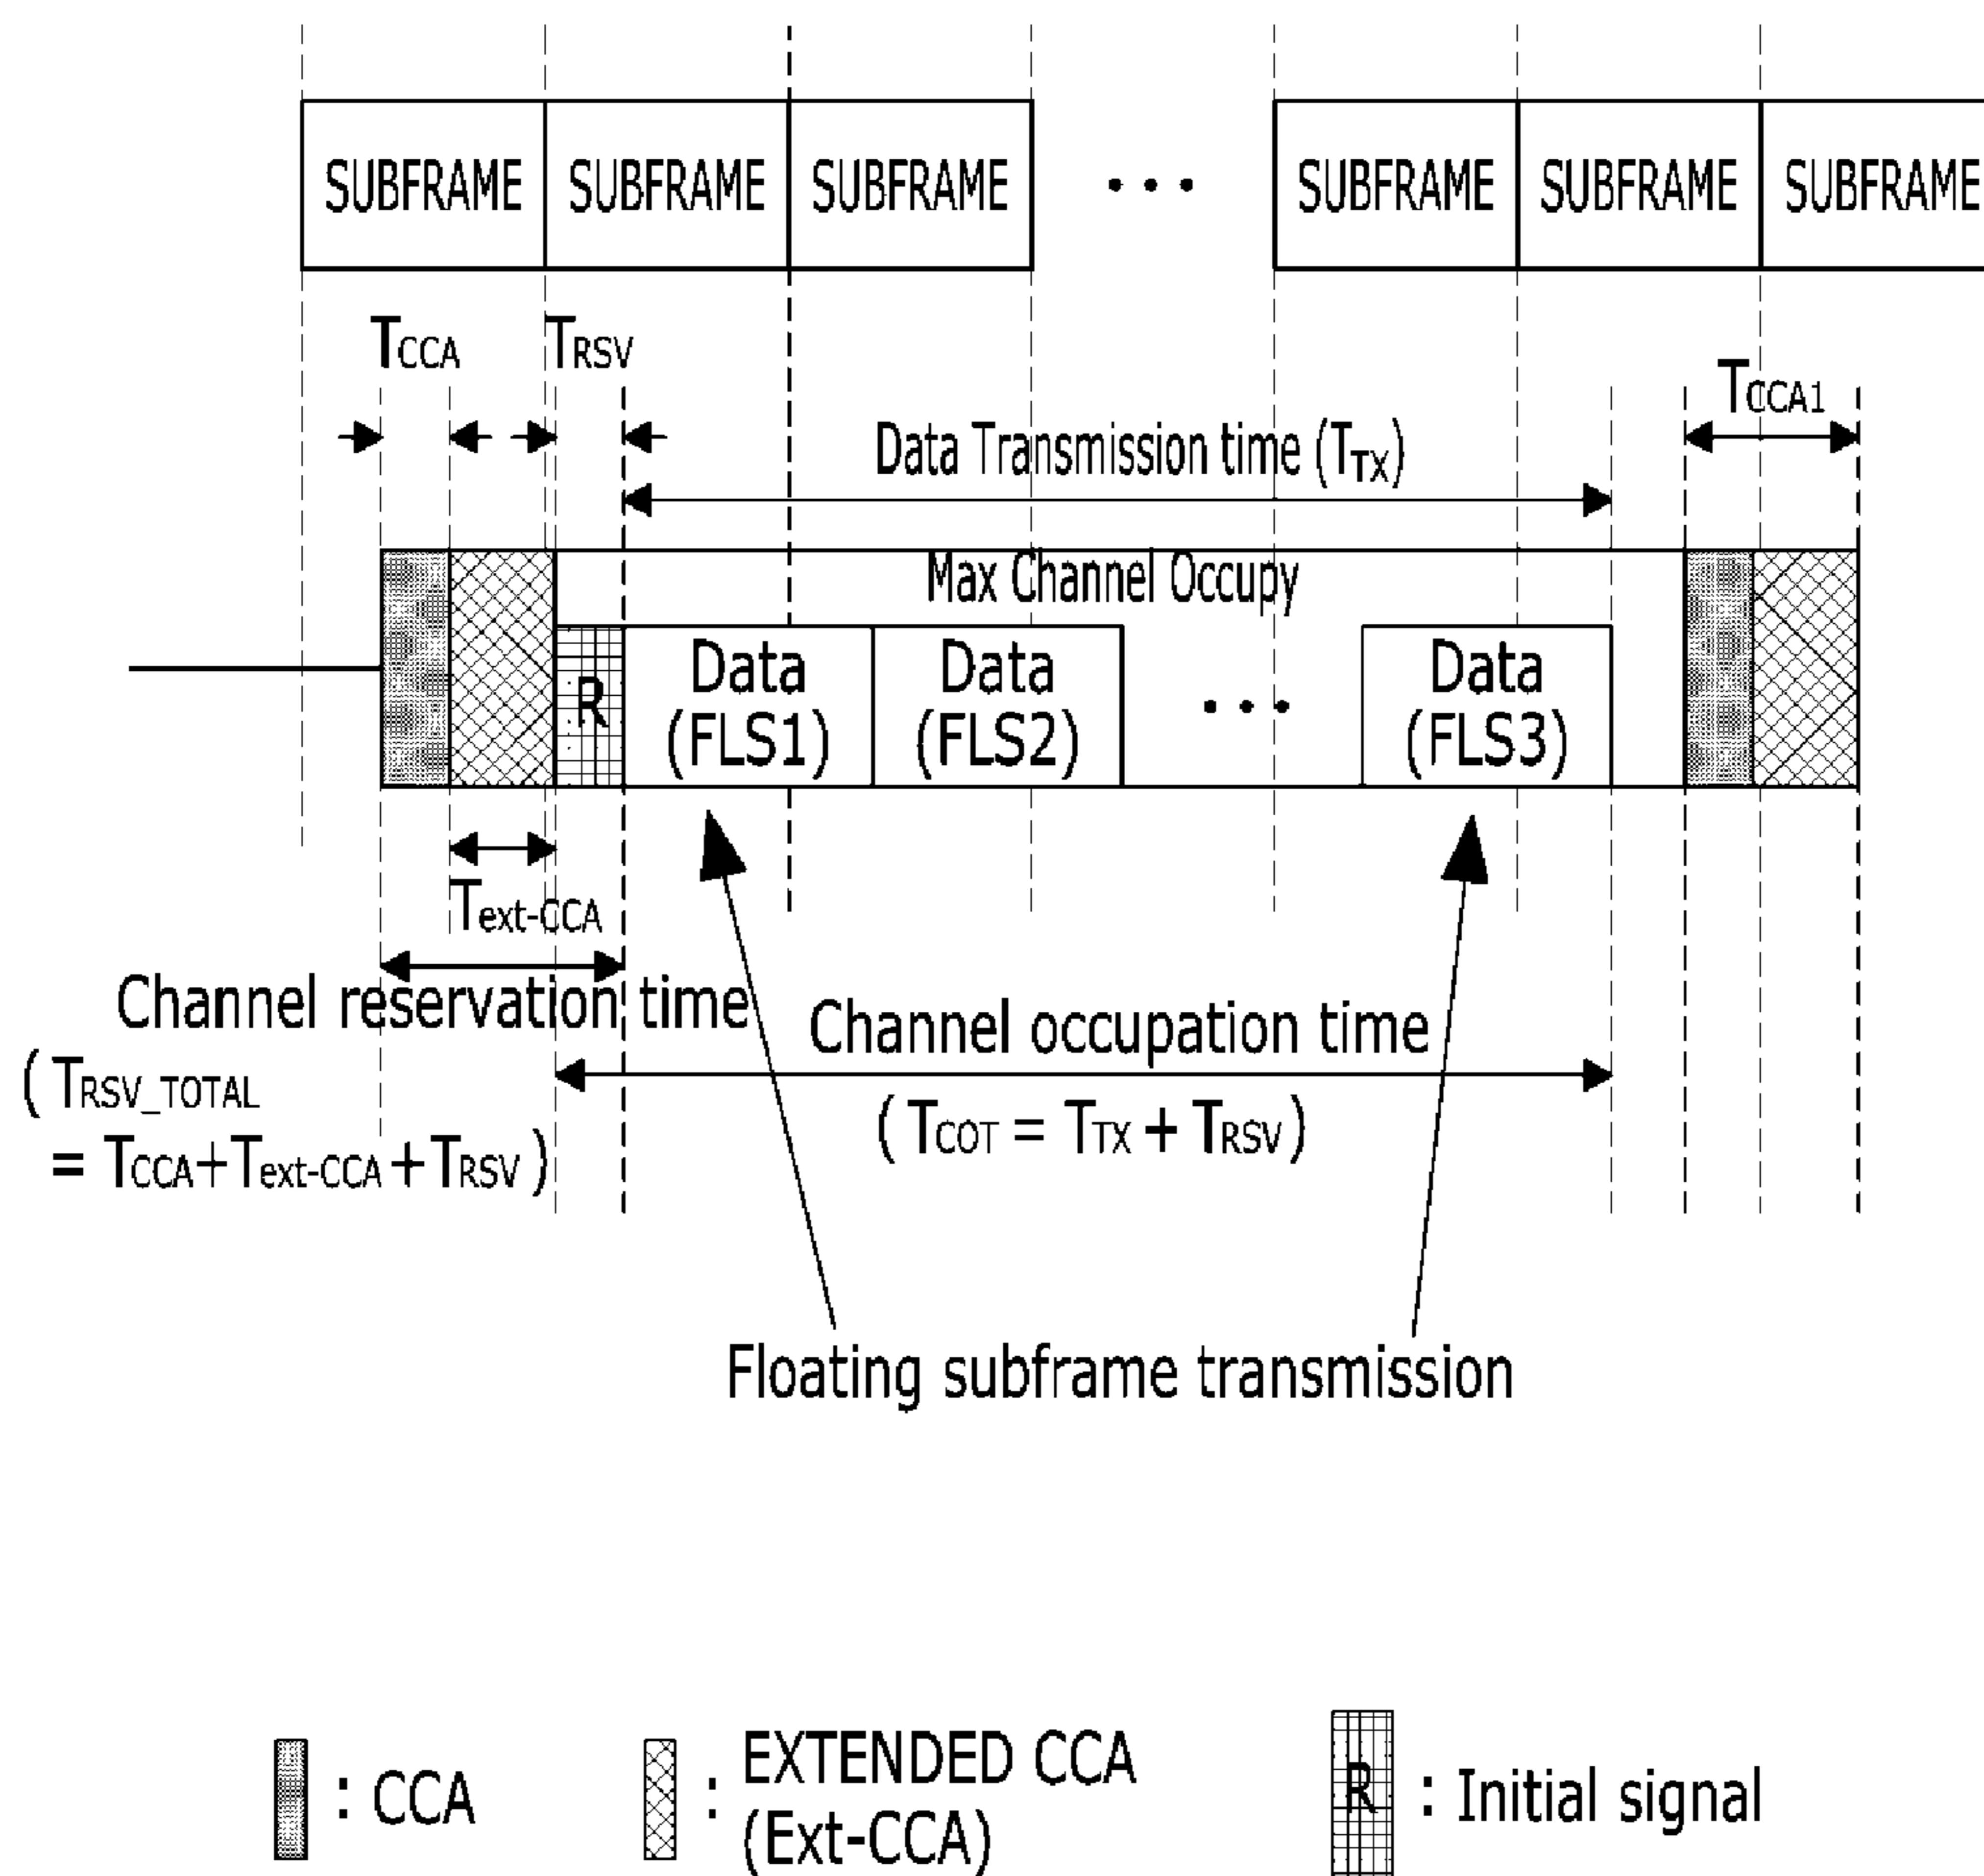 SUBFRAME SUBFRAME SUBFRAME ••• SUBFRAME SUBFRAME SUBFRAME
TCCA TRSV TCCA1
Data Transmission time (TTX)
Max Channel Occupy
R Data (FLS1) Data (FLS2) ••• Data (FLS3)
Text-CCA
Channel reservation time
(TRSV_TOTAL
= TCCA+Text-CCA+TRSV)
Channel occupation time
(TCOT = TTX + TRSV)
Floating subframe transmission
: CCA
: EXTENDED CCA
(Ext-CCA)
R : Initial signal